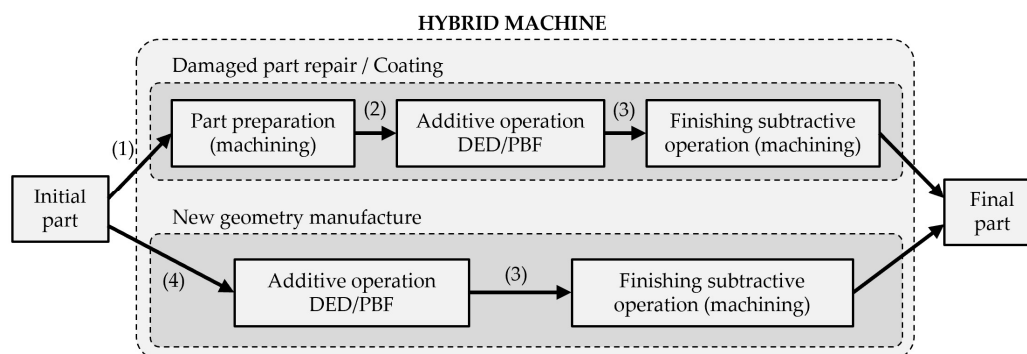 HYBRID MACHINE
Damaged part repair / Coating
(1)
Part preparation
(machining)
(2)
Additive operation
DED/PBF
(3)
Finishing subtractive
operation (machining)
Initial
part
Final
part
New geometry manufacture
(4)
Additive operation
DED/PBF
(3)
Finishing subtractive
operation (machining)